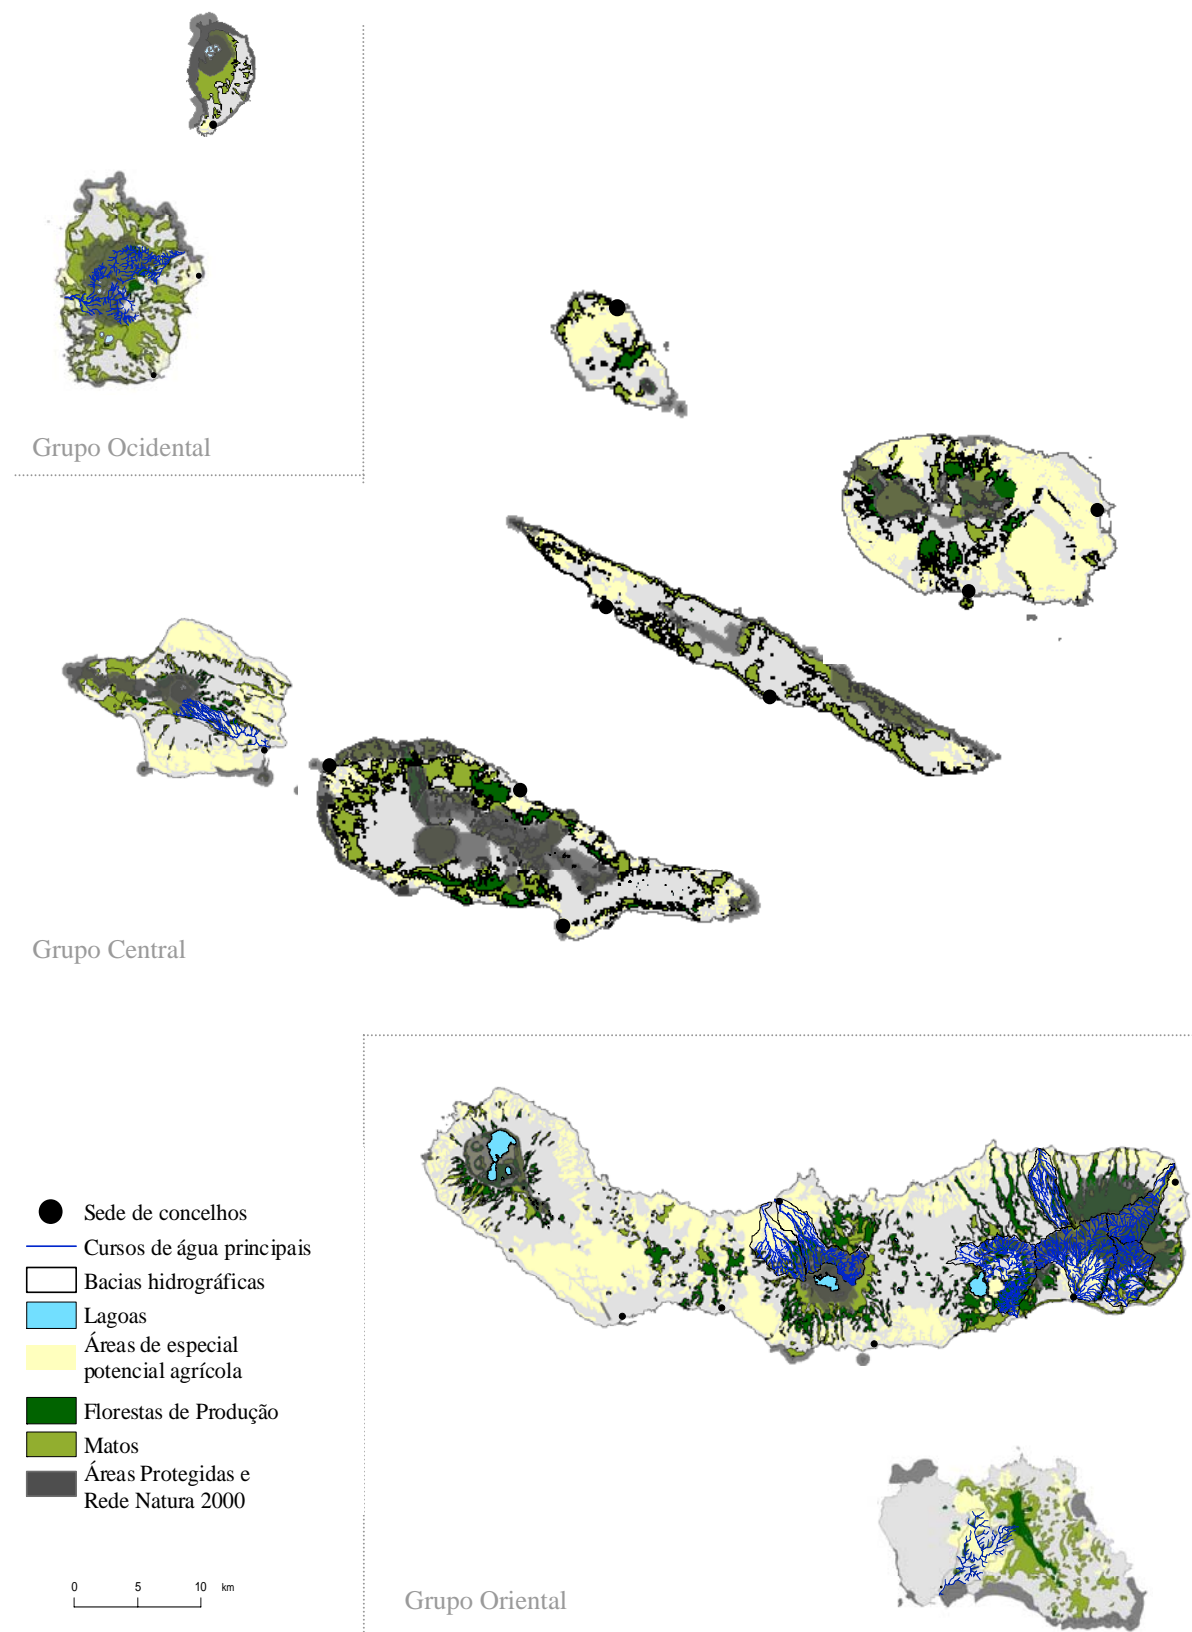 Grupo Ocidental
Grupo Central
Sede de concelhos
Cursos de água principais
Bacias hidrográficas
Lagoas
Áreas de especial
potencial agrícola
Florestas de Produção
Matos
Áreas Protegidas e
Rede Natura 2000
0 5 10 km
Grupo Oriental